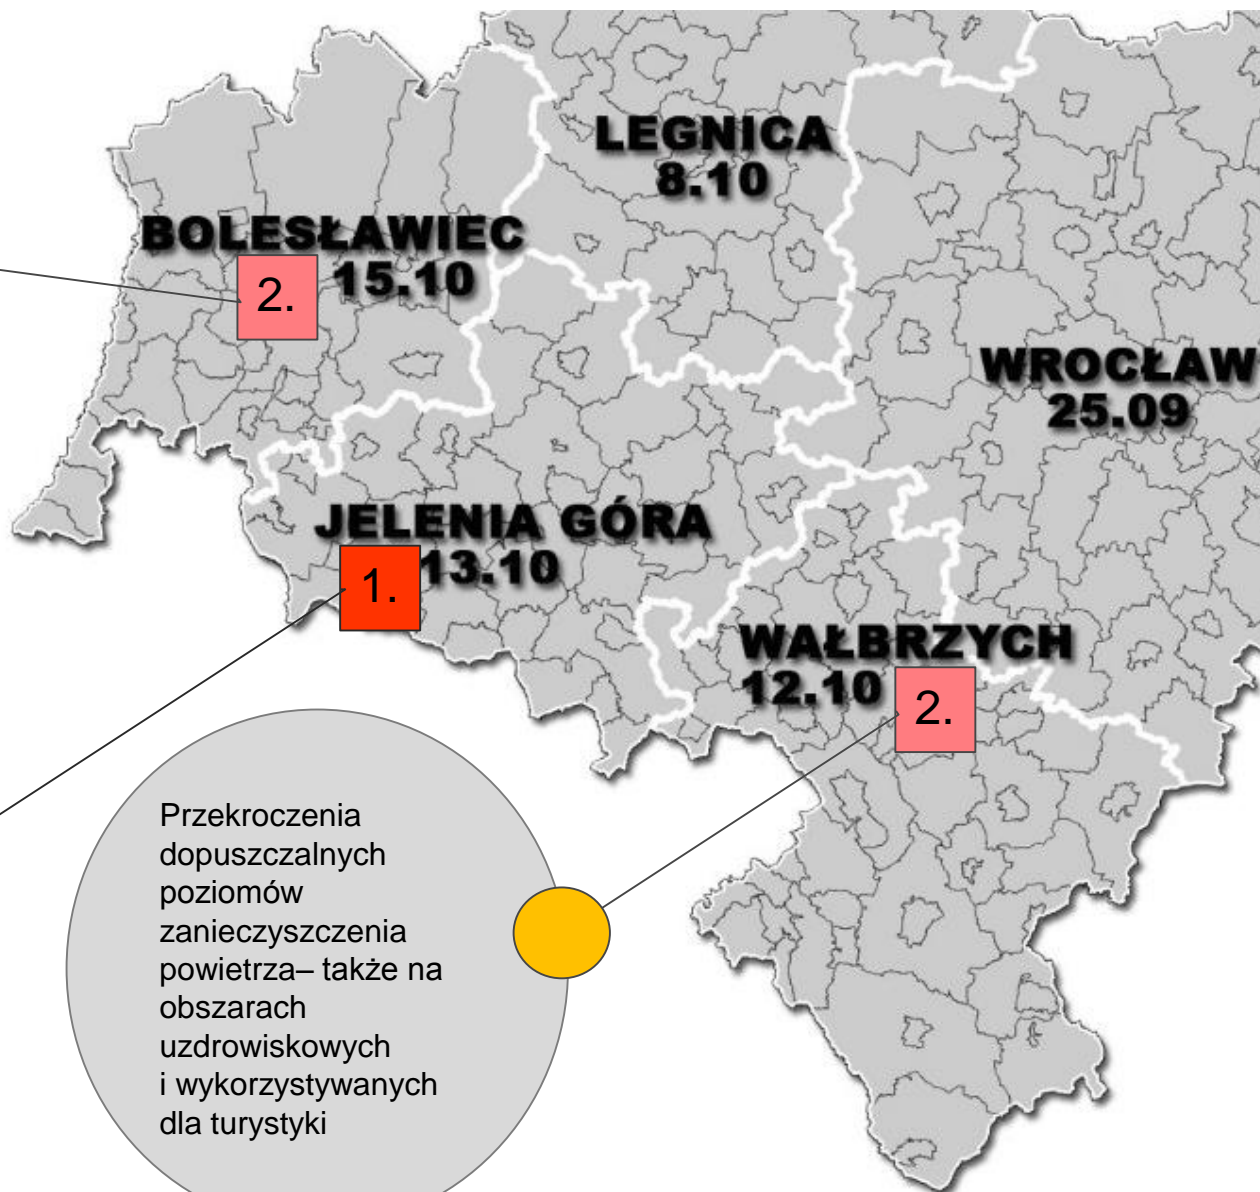 LEGNICA
8.10
BOLESŁAWIEC
15.10
2.
WROCŁAW
25.09
JELENIA GÓRA
13.10
1.
WAŁBRZYCH
12.10
2.
Przekroczenia
dopuszczalnych
poziomów
zanieczyszczenia
powietrza– także na
obszarach
uzdrowiskowych
i wykorzystywanych
dla turystyki